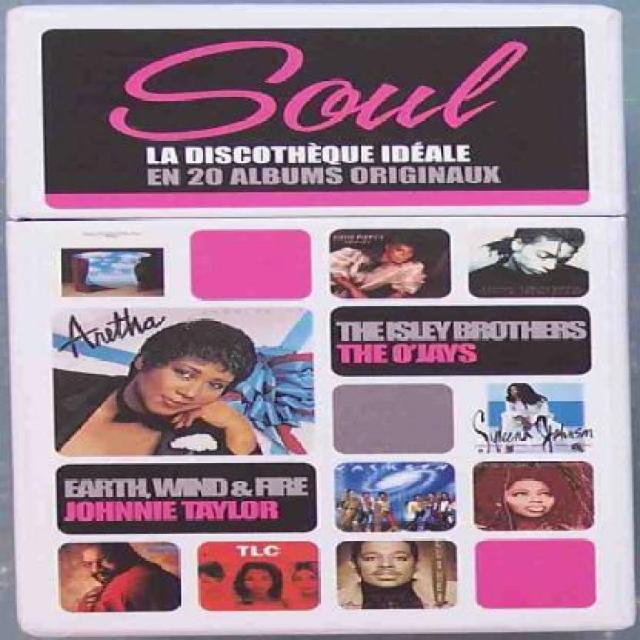 Soul
LA DISCOTHÈQUE IDÉALE
EN 20 ALBUMS ORIGINAUX
Aretha
THE ISLEY BROTHERS
THE O'JAYS
Syleena Johnson
EARTH, WIND & FIRE
JOHNNIE TAYLOR
TLC